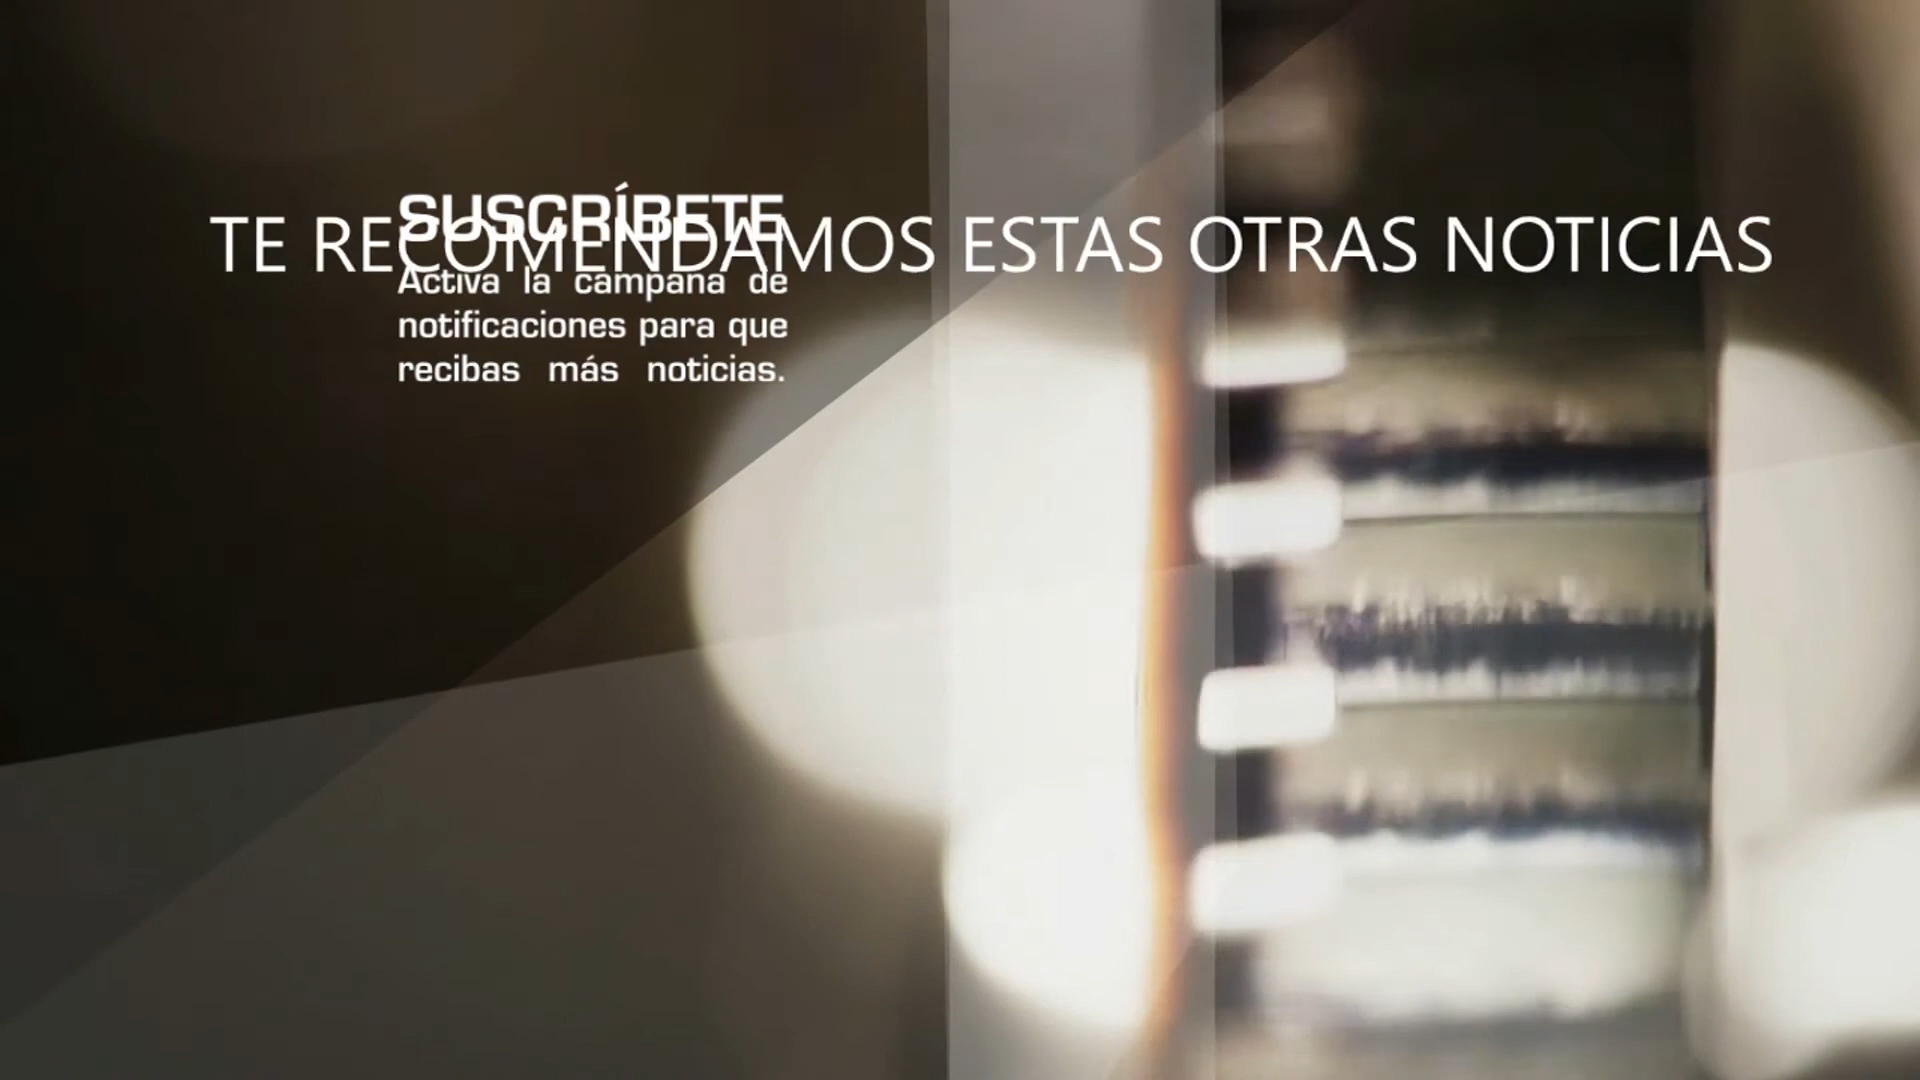 SUSCRÍBETE
TE RECOMENDAMOS ESTAS OTRAS NOTICIAS
Activa la campana de
notificaciones para que
recibas más noticias.